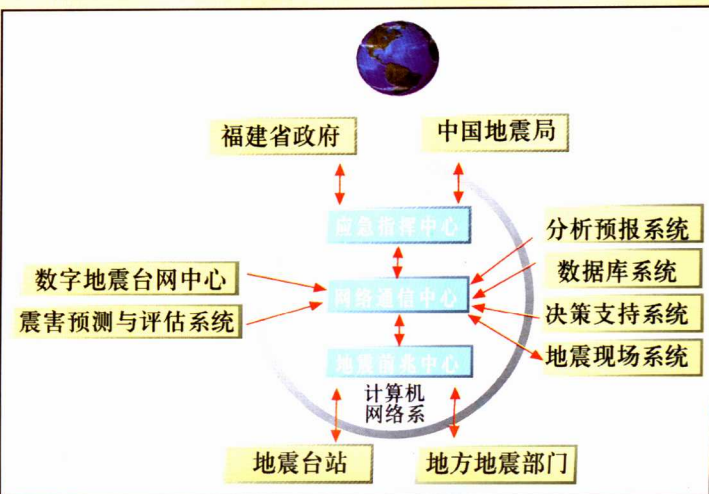 福建省政府
中国地震局
应急指挥中心
分析预报系统
数字地震台网中心
数据库系统
网络通信中心
震害预测与评估系统
决策支持系统
地震现场系统
地震前兆中心
计算机
网络系
地震台站
地方地震部门